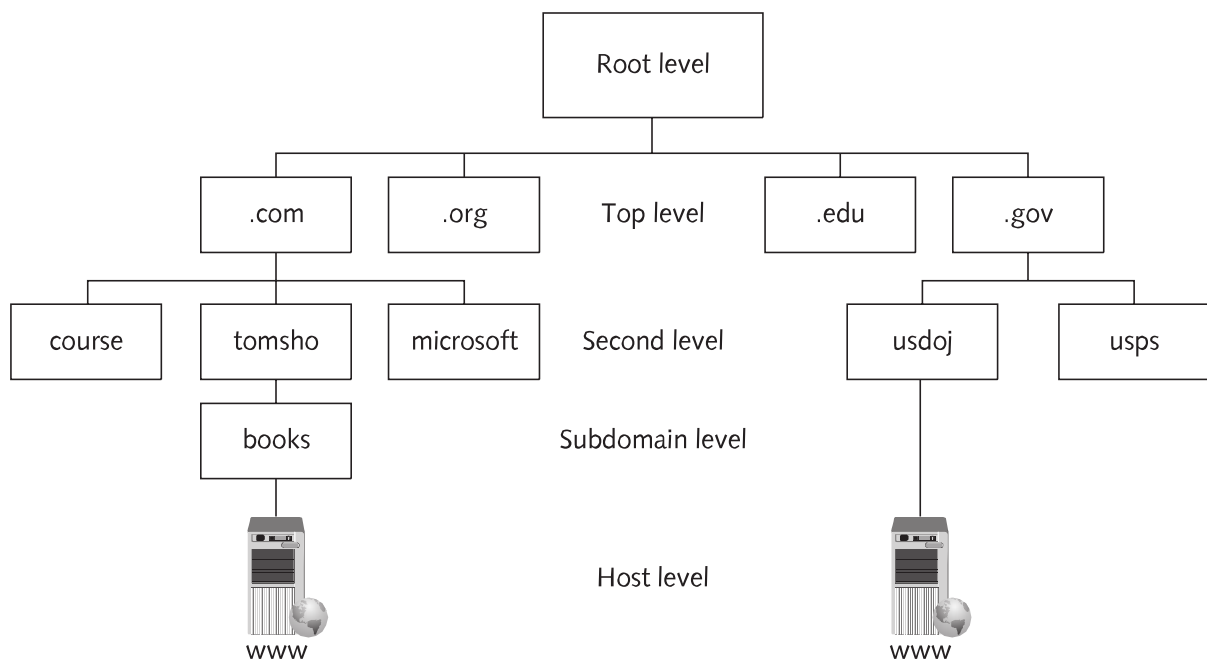 Root level
.com
.org
Top level
.edu
.gov
course
tomsho
microsoft
Second level
usdoj
usps
books
Subdomain level
Host level
www
www